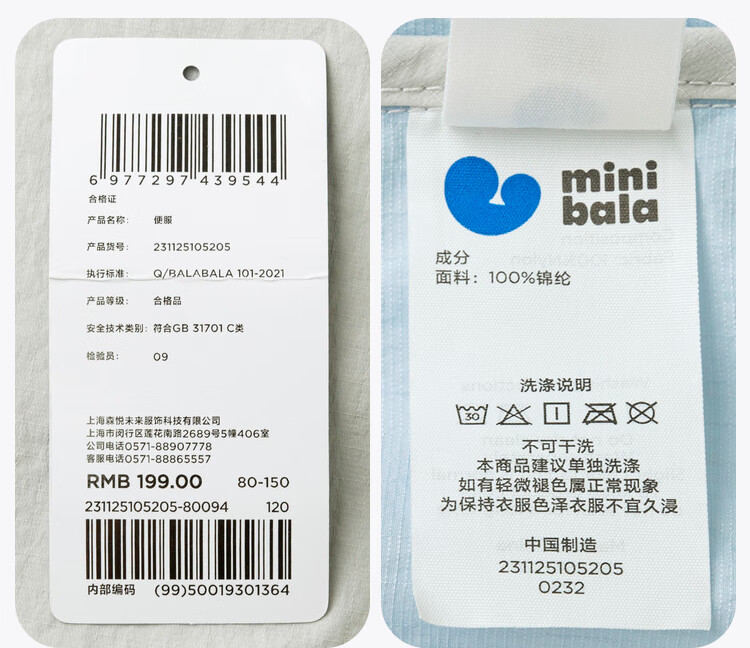 6 977297 439544
合格证
产品名称： 便服
产品货号： 231125105205
执行标准： Q/BALABALA 101-2021
产品等级： 合格品
安全技术类别： 符合GB 31701 C类
检验员： 09
上海森悦未来服饰科技有限公司
上海市闵行区莲花南路2689号5幢406室
公司电话0571-88907778
客服电话0571-88865557
RMB 199.00 80-150
231125105205-80094 120
内部编码 (99)50019301364
mini
bala
成分
面料：100%锦纶
洗涤说明
30
不可干洗
本商品建议单独洗涤
如有轻微褪色属正常现象
为保持衣服色泽衣服不宜久浸
中国制造
231125105205
0232